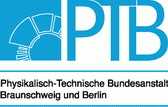 PTB
Physikalisch-Technische Bundesanstalt
Braunschweig und Berlin